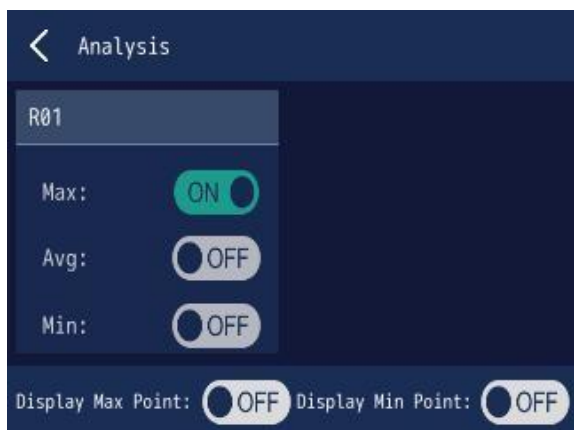 Analysis
R01
Max: ON
Avg: OFF
Min: OFF
Display Max Point: OFF Display Min Point: OFF